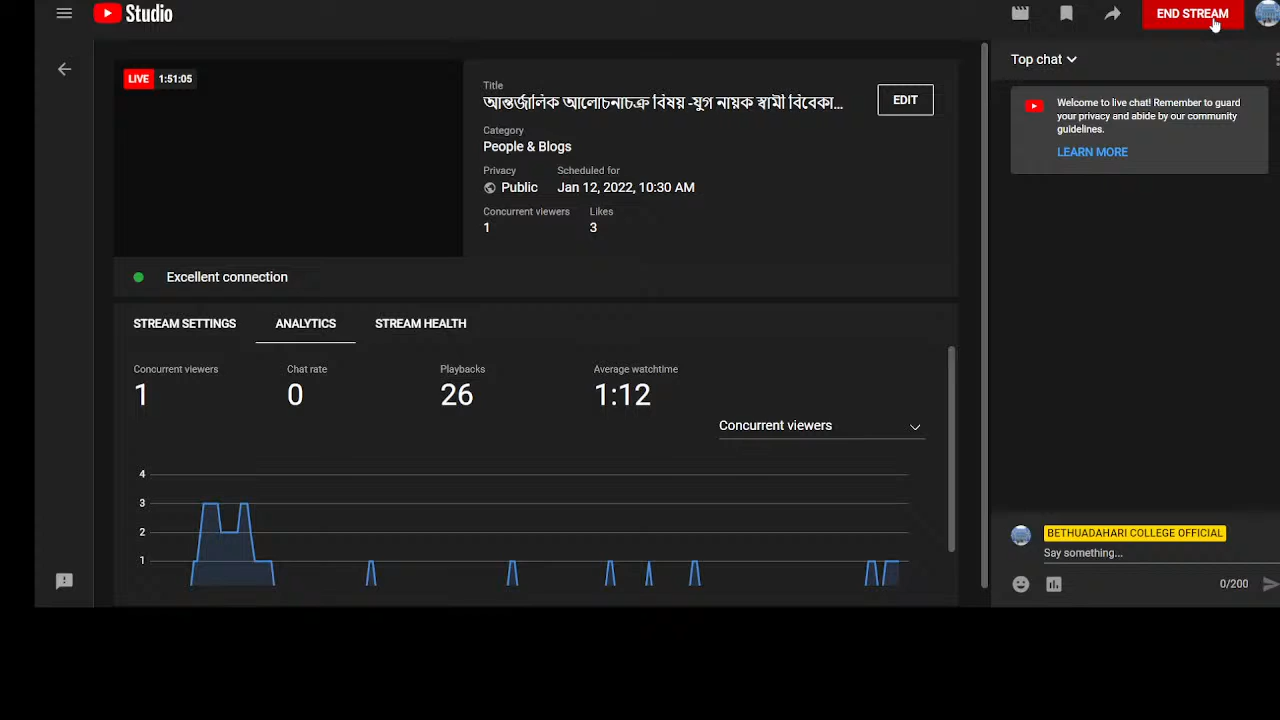 Studio
END STREAM
LIVE 1:51:05
Title
আন্তর্জালিক আলোচনাচক্র বিষয় -যুগ নায়ক স্বামী বিবেকা...
EDIT
Category
People & Blogs
Privacy
Scheduled for
Public
Jan 12, 2022, 10:30 AM
Concurrent viewers
Likes
1
3
Excellent connection
STREAM SETTINGS
ANALYTICS
STREAM HEALTH
Concurrent viewers
Chat rate
Playbacks
Average watchtime
1
0
26
1:12
Concurrent viewers
4
3
2
1
Top chat
Welcome to live chat! Remember to guard
your privacy and abide by our community
guidelines.
LEARN MORE
BETHUADAHARI COLLEGE OFFICIAL
Say something...
0/200